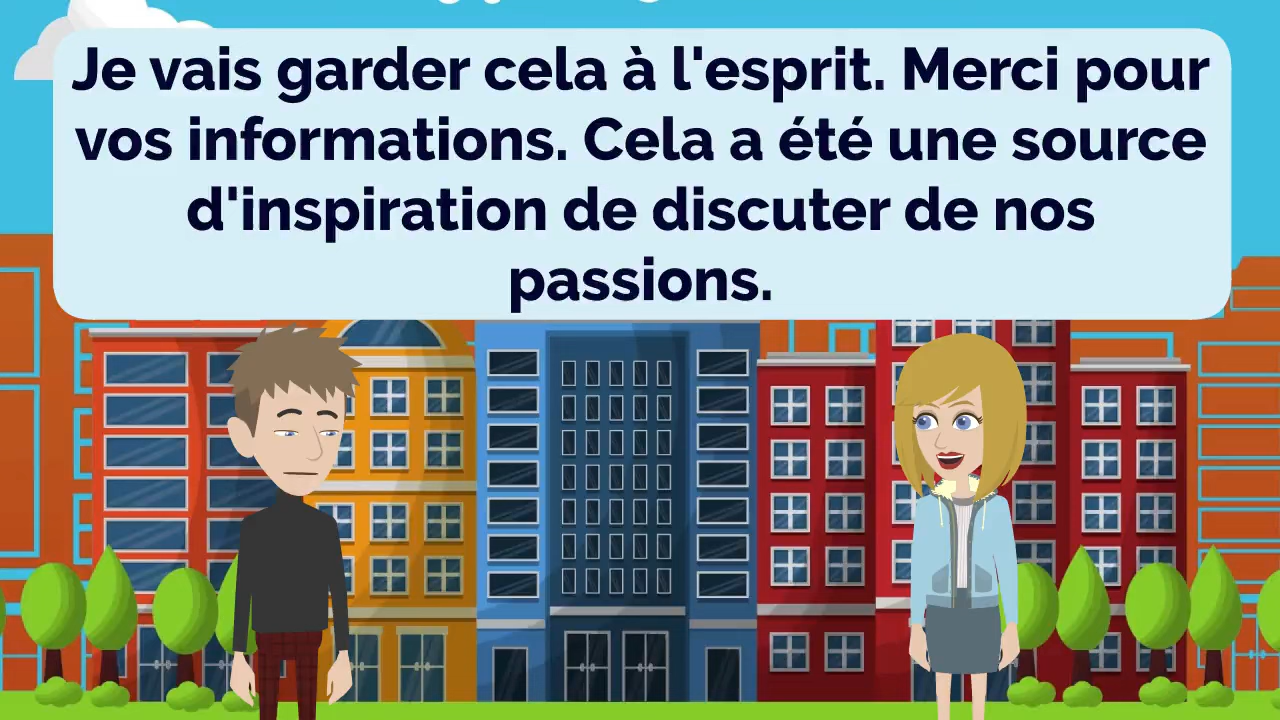 Je vais garder cela à l'esprit. Merci pour
vos informations. Cela a été une source
d'inspiration de discuter de nos
passions.